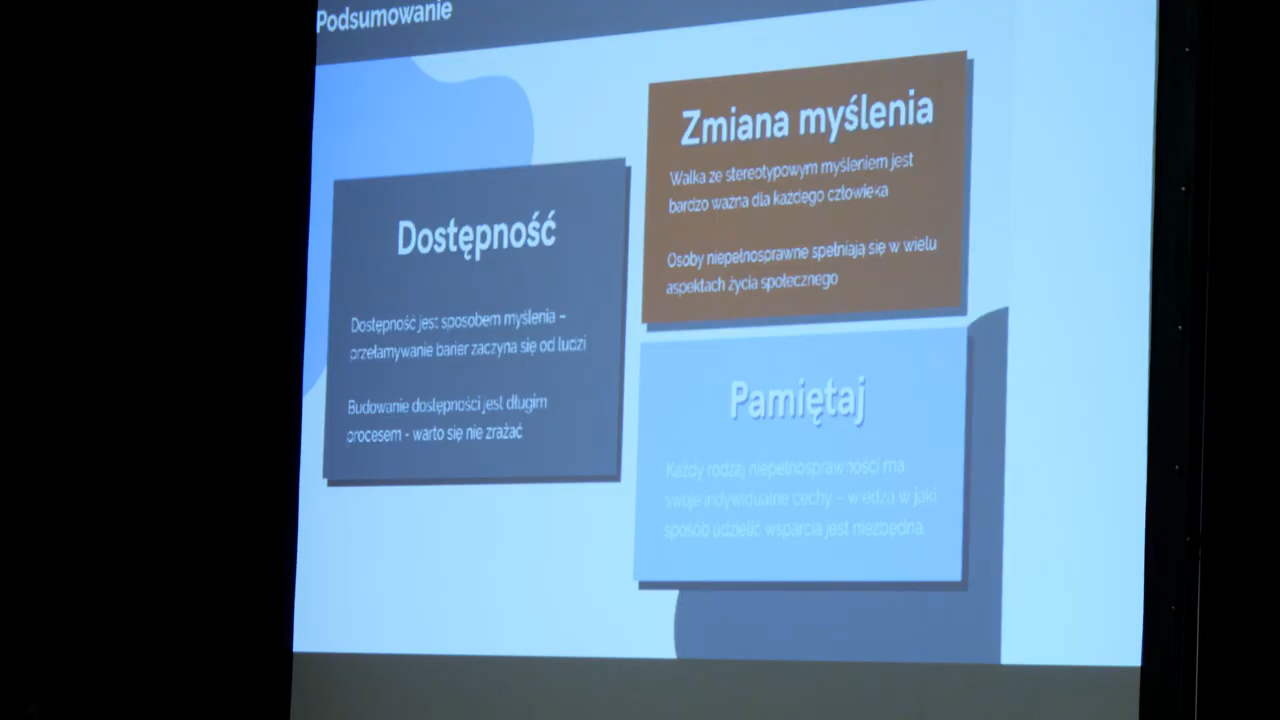 Podsumowanie
Dostępność
Dostępność jest sposobem myślenia –
przełamywanie barier zaczyna się od ludzi
Budowanie dostępności jest długim
procesem - warto się nie zrażać
Zmiana myślenia
Walka ze stereotypowym myśleniem jest
bardzo ważna dla każdego człowieka
Osoby niepełnosprawne spełniają się w wielu
aspektach życia społecznego
Pamiętaj
Każdy rodzaj niepełnosprawności ma
swoje indywidualne cechy – wiedza w jaki
sposób udzielić wsparcia jest niezbędna.